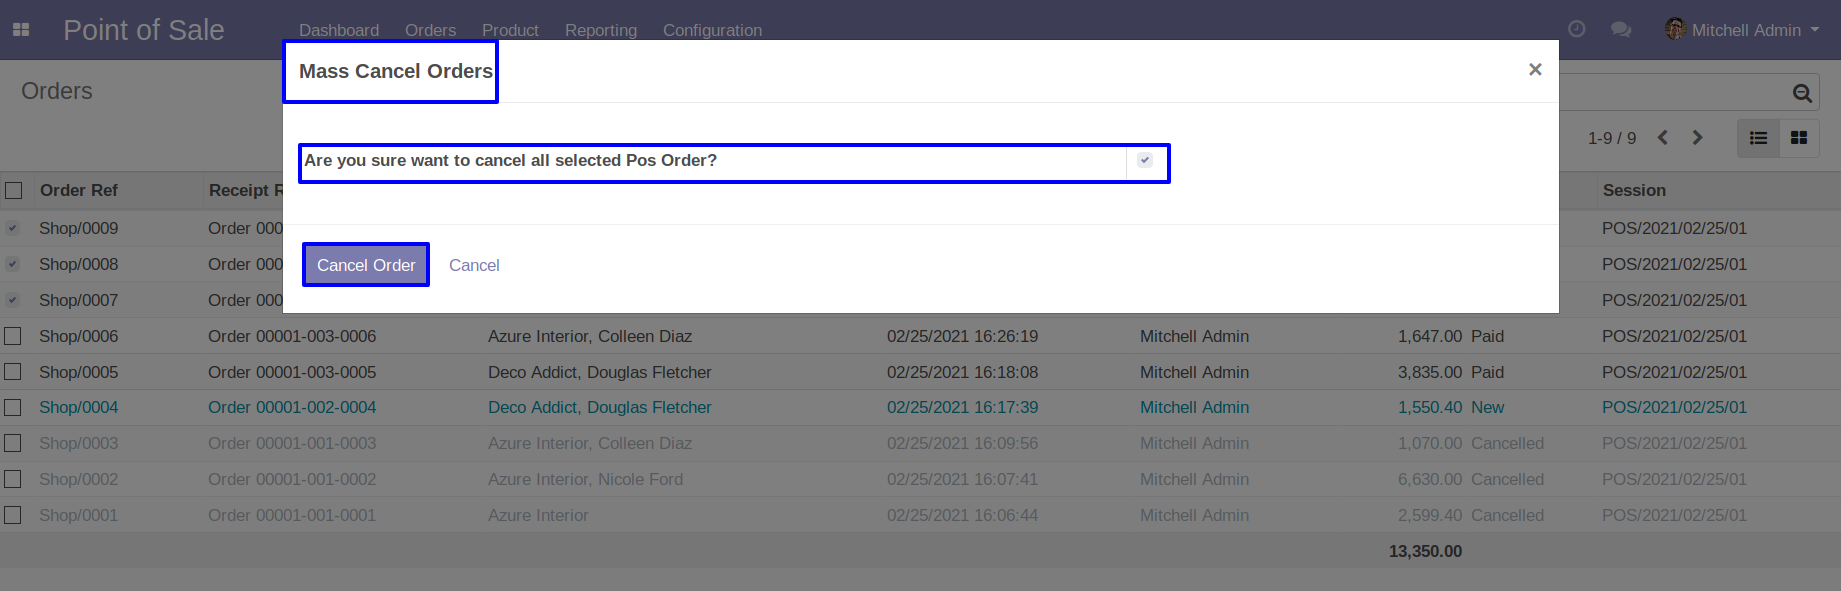 Point of Sale Dashboard Orders Product Reporting Configuration Mitchell Admin
Mass Cancel Orders ×
Orders
1-9 / 9
Are you sure want to cancel all selected Pos Order?
Order Ref Receipt Session
Shop/0009 Order POS/2021/02/25/01
Cancel Order Cancel
Shop/0008 Order POS/2021/02/25/01
Shop/0007 Order POS/2021/02/25/01
Shop/0006 Order 00001-003-0006 Azure Interior, Colleen Diaz 02/25/2021 16:26:19 Mitchell Admin 1,647.00 Paid POS/2021/02/25/01
Shop/0005 Order 00001-003-0005 Deco Addict, Douglas Fletcher 02/25/2021 16:18:08 Mitchell Admin 3,835.00 Paid POS/2021/02/25/01
Shop/0004 Order 00001-002-0004 Deco Addict, Douglas Fletcher 02/25/2021 16:17:39 Mitchell Admin 1,550.40 New POS/2021/02/25/01
Shop/0003 Order 00001-001-0003 Azure Interior, Colleen Diaz 02/25/2021 16:09:56 Mitchell Admin 1,070.00 Cancelled POS/2021/02/25/01
Shop/0002 Order 00001-001-0002 Azure Interior, Nicole Ford 02/25/2021 16:07:41 Mitchell Admin 6,630.00 Cancelled POS/2021/02/25/01
Shop/0001 Order 00001-001-0001 Azure Interior 02/25/2021 16:06:44 Mitchell Admin 2,599.40 Cancelled POS/2021/02/25/01
13,350.00